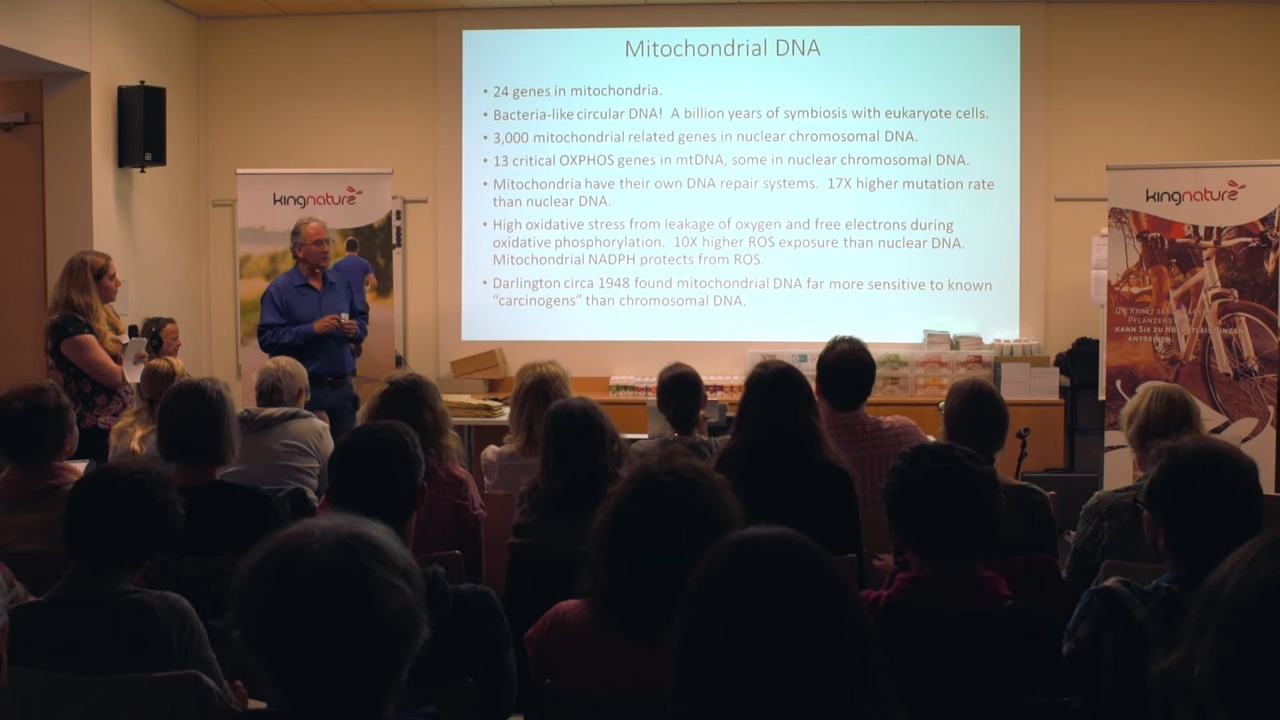 Mitochondrial DNA
• 24 genes in mitochondria.
• Bacteria-like circular DNA! A billion years of symbiosis with eukaryote cells.
• 3,000 mitochondrial related genes in nuclear chromosomal DNA.
• 13 critical OXPHOS genes in mtDNA, some in nuclear chromosomal DNA.
• Mitochondria have their own DNA repair systems. 17X higher mutation rate
than nuclear DNA.
• High oxidative stress from leakage of oxygen and free electrons during
oxidative phosphorylation. 10X higher ROS exposure than nuclear DNA.
Mitochondrial NADPH protects from ROS.
• Darlington circa 1948 found mitochondrial DNA far more sensitive to known
“carcinogens” than chromosomal DNA.
kingnature
kingnature
DIE KRAFT
PFLANZEN
KANN SIE ZU HÖCHSTLEISTUNGEN
ANTREIBEN.